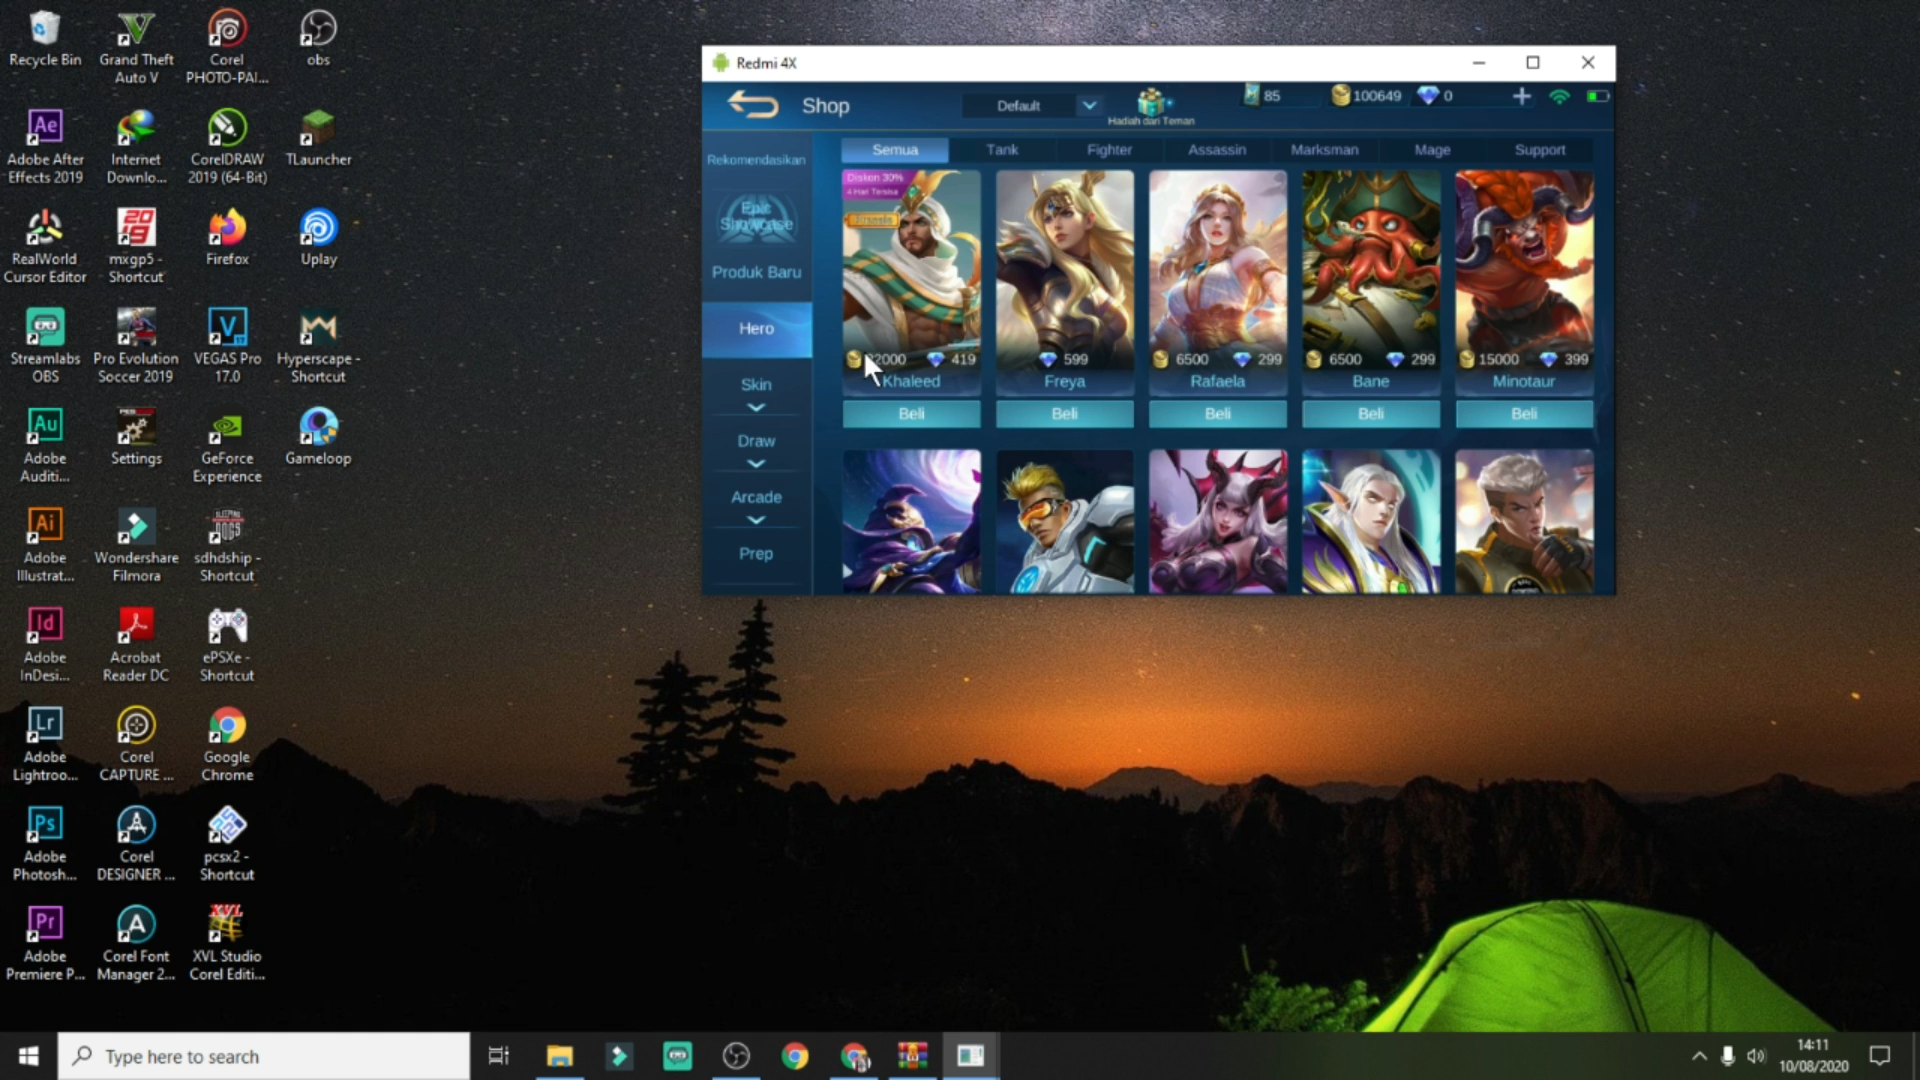 Recycle Bin
Grand Theft
Auto V
Corel
PHOTO-PAI...
obs
Adobe After
Effects 2019
Internet
Downlo...
CorelDRAW
2019 (64-Bit)
TLauncher
RealWorld
Cursor Editor
mxgp5 -
Shortcut
Firefox
Uplay
Streamlabs
OBS
Pro Evolution
Soccer 2019
VEGAS Pro
17.0
Hyperscape -
Shortcut
Adobe
Auditi...
Settings
GeForce
Experience
Gameloop
Adobe
Illustrat...
Wondershare
Filmora
sdhdship -
Shortcut
Adobe
InDesi...
Acrobat
Reader DC
ePSXe -
Shortcut
Adobe
Lightroo...
Corel
CAPTURE ...
Google
Chrome
Adobe
Photosh...
Corel
DESIGNER ...
pcsx2 -
Shortcut
Adobe
Premiere P...
Corel Font
Manager 2...
XVL Studio
Corel Editi...
Redmi 4X
Shop
Default
Hadiah dari Teman
85
100649
0
Rekomendasikan
Epic
Showcase
Produk Baru
Hero
Skin
Draw
Arcade
Prep
Semua
Tank
Fighter
Assassin
Marksman
Mage
Support
Diskon 30%
4 Hari Tersisa
419
Khaleed
Beli
599
Freya
Beli
6500
299
Rafaela
Beli
6500
299
Bane
Beli
15000
399
Minotaur
Beli
Type here to search
14:11
10/08/2020